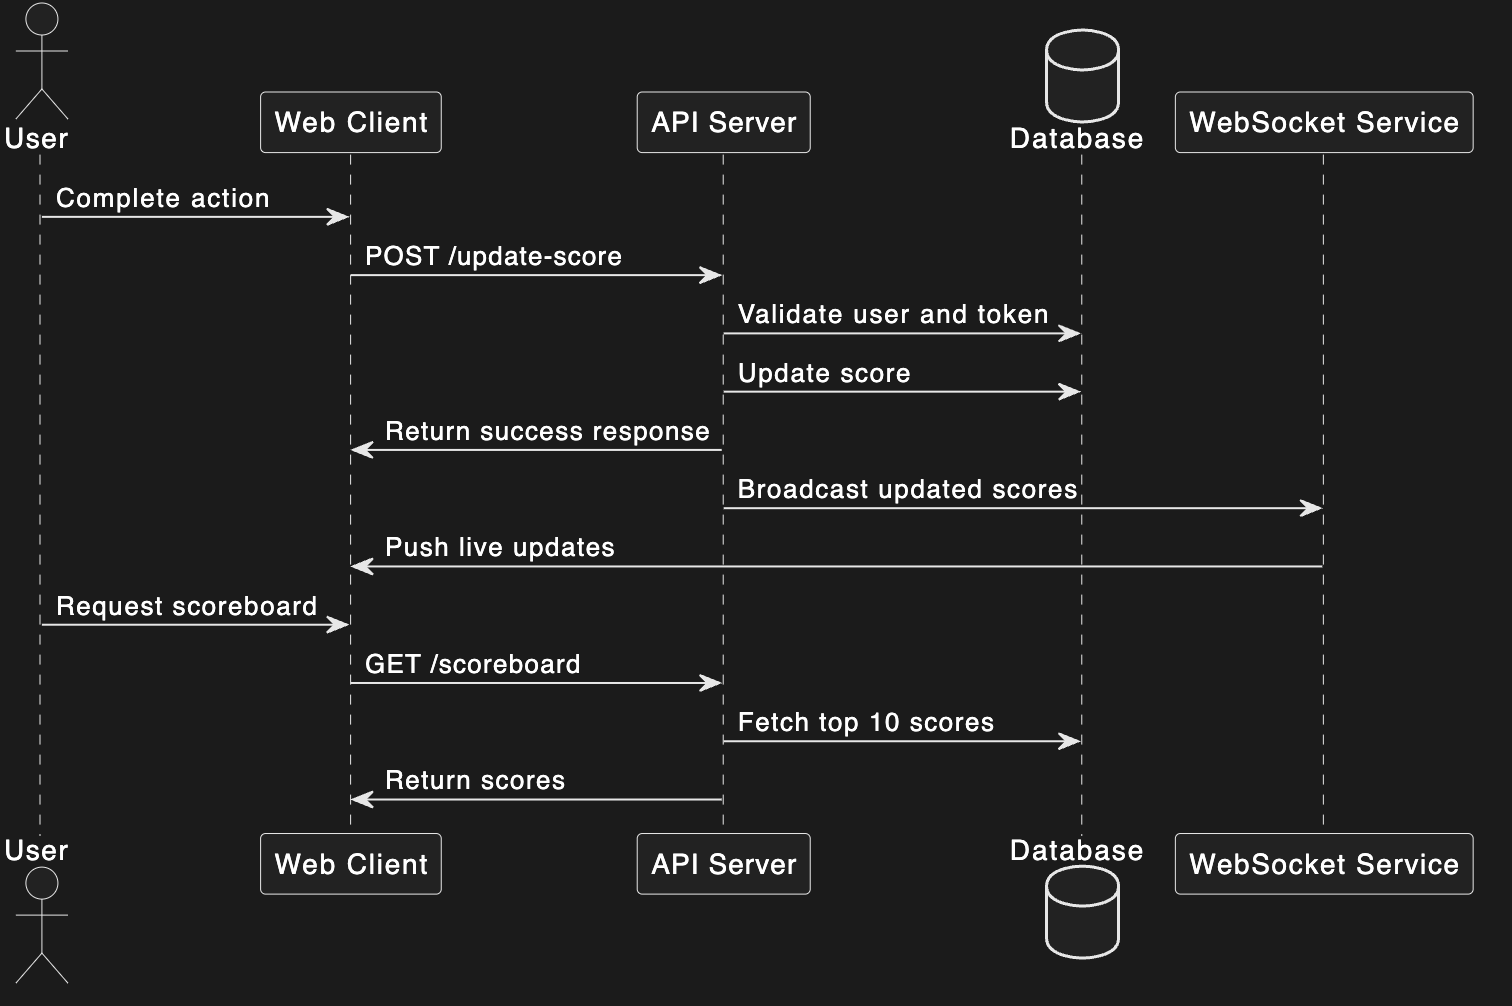 User
Web Client
API Server
Database
WebSocket Service
Complete action
POST /update-score
Validate user and token
Update score
Return success response
Broadcast updated scores
Push live updates
Request scoreboard
GET /scoreboard
Fetch top 10 scores
Return scores
User
Web Client
API Server
Database
WebSocket Service